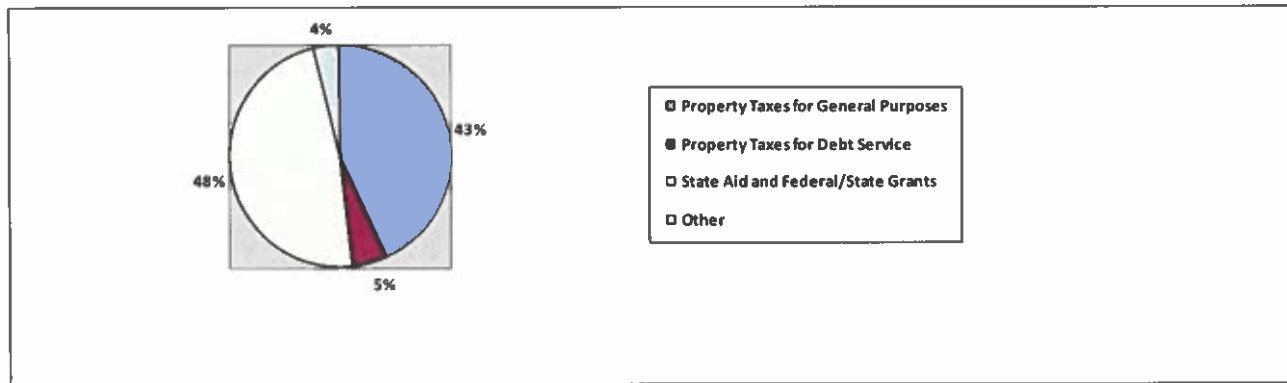 4%
43%
48%
5%
Property Taxes for General Purposes
Property Taxes for Debt Service
State Aid and Federal/State Grants
Other